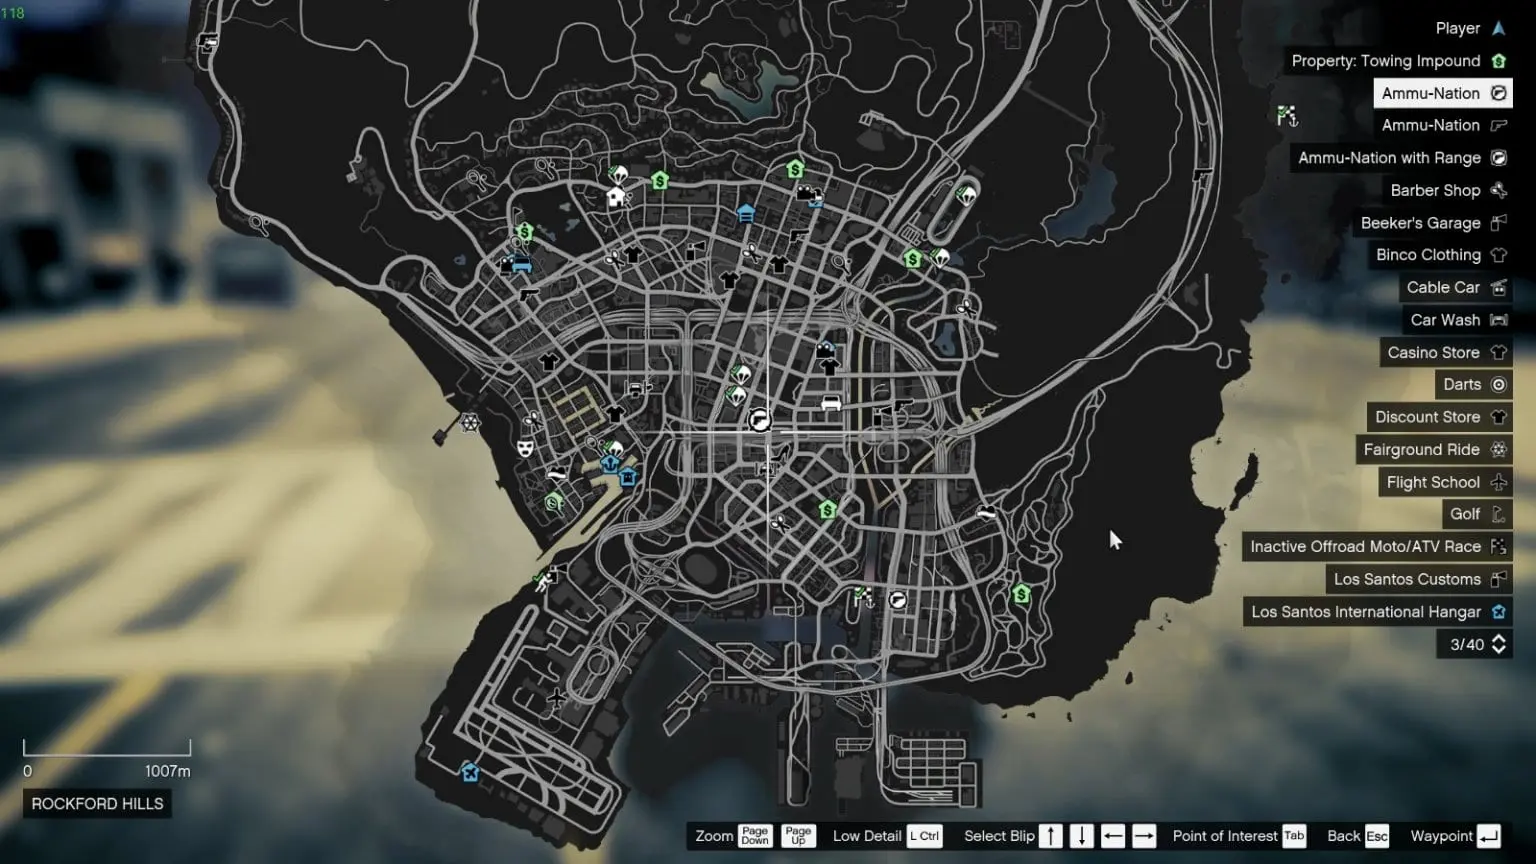 118
Player
Property: Towing Impound
Ammu-Nation
Ammu-Nation
Ammu-Nation with Range
Barber Shop
Beeker's Garage
Binco Clothing
Cable Car
Car Wash
Casino Store
Darts
Discount Store
Fairground Ride
Flight School
Golf
Inactive Offroad Moto/ATV Race
Los Santos Customs
Los Santos International Hangar
3/40
0 1007m
ROCKFORD HILLS
Zoom Page Down Page Up Low Detail L Ctrl Select Blip ↑ ↓ ← → Point of Interest Tab Back Esc Waypoint ↵